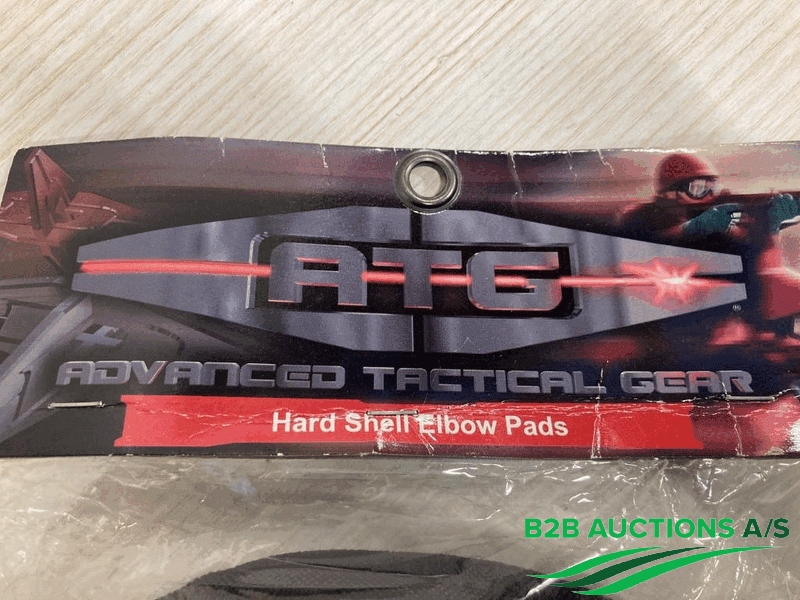 ATG
®
ADVANCED TACTICAL GEAR
Hard Shell Elbow Pads
B2B AUCTIONS A/S